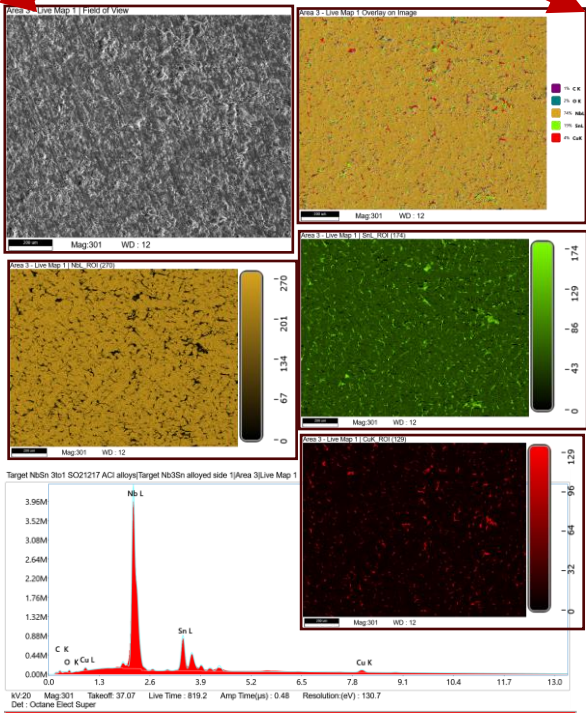 Area 3 - Live Map 1 | Field of View
Mag:301 WD : 12
Area 3 - Live Map 1 Overlay on Image
1% C K
2% O K
74% NbL
19% SnL
4% CuK
Mag:301 WD : 12
Area 3 - Live Map 1 | NbL_ROI (270)
270
201
134
67
0
Mag:301 WD : 12
Area 3 - Live Map 1 | SnL_ROI (174)
174
129
86
43
0
Mag:301 WD : 12
Area 3 - Live Map 1 | CuK_ROI (129)
129
96
64
32
0
Mag:301 WD : 12
Target NbSn 3to1 SO21217 ACI alloys|Target Nb3Sn alloyed side 1|Area 3|Live Map 1
3.96M
3.52M
3.08M
2.64M
2.20M
1.76M
1.32M
0.88M
0.44M
0.00M
Nb L
Sn L
C K
O K
Cu L
Cu K
0.0 1.3 2.6 3.9 5.2 6.5 7.8 9.1 10.4 11.7 13.0
kV:20 Mag:301 Takeoff: 37.07 Live Time : 819.2 Amp Time(µs) : 0.48 Resolution:(eV) : 130.7
Det : Octane Elect Super